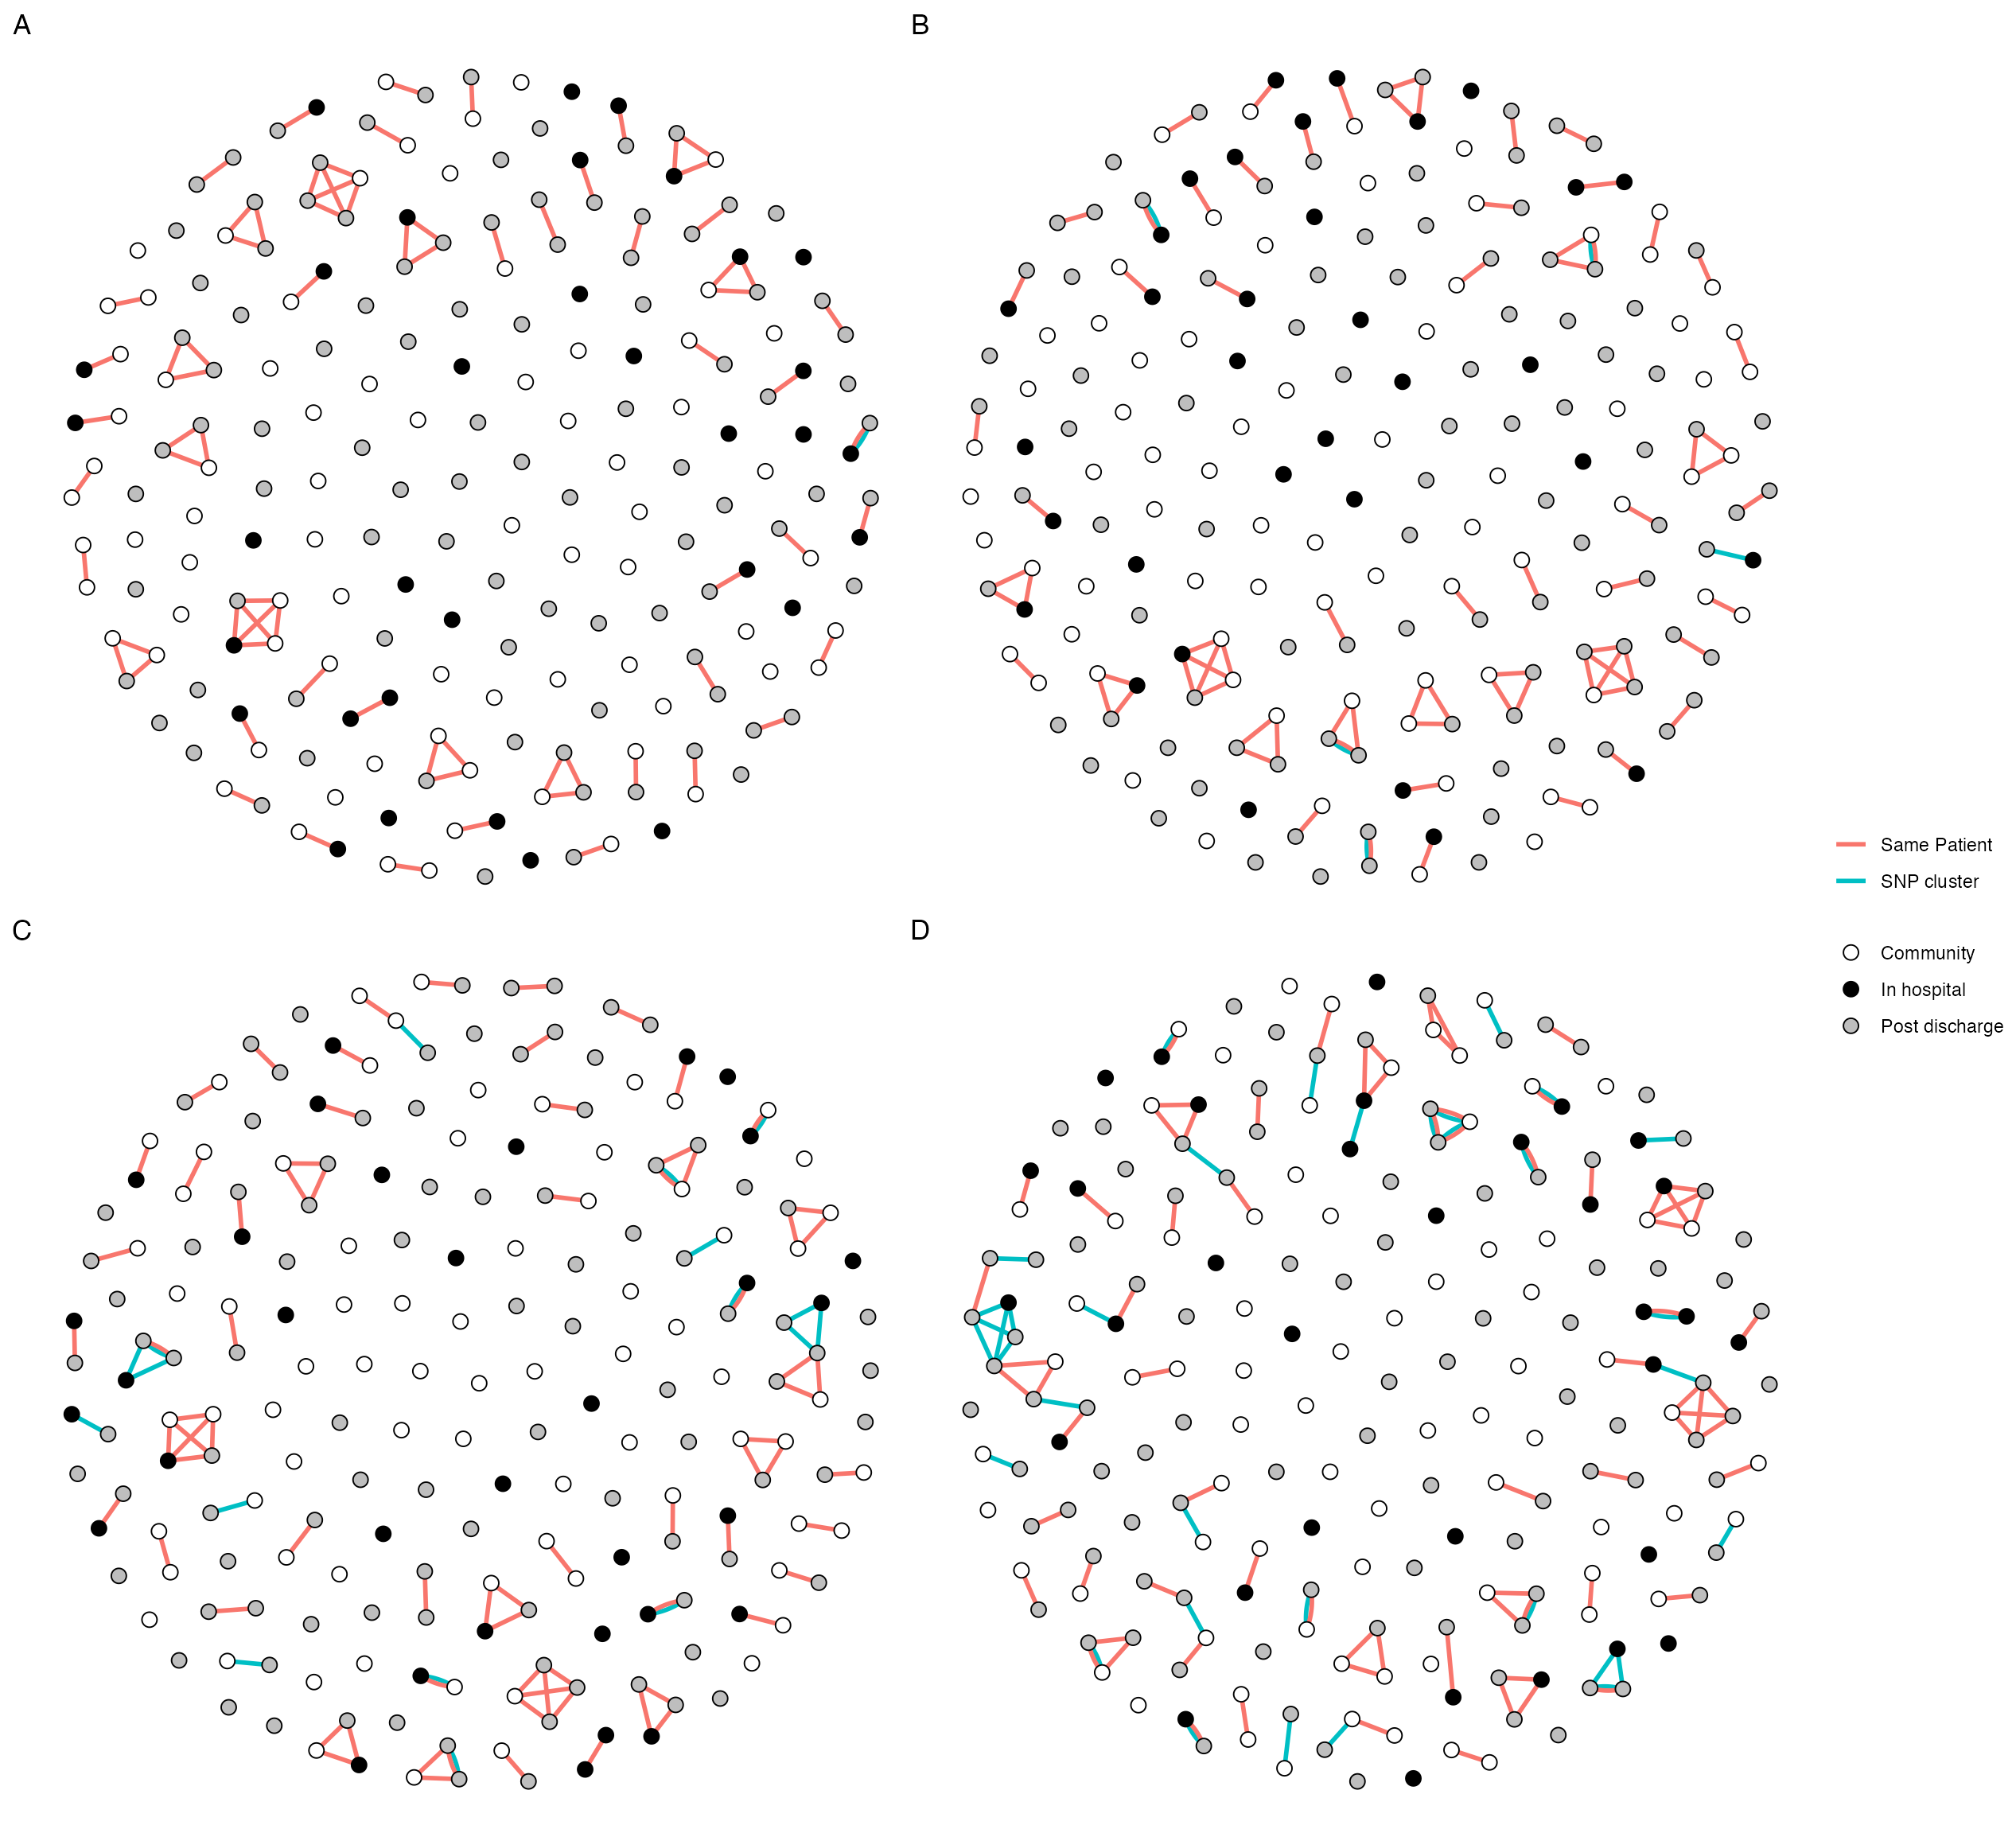 A
B
Same Patient
SNP cluster
C
D
Community
In hospital
Post discharge